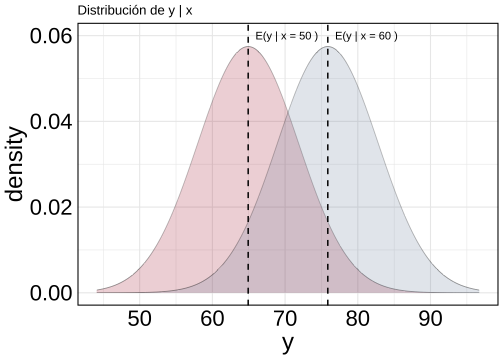 Distribución de y | x
E(y | x = 50 )
E(y | x = 60 )
0.06
0.04
0.02
0.00
density
50 60 70 80 90
y